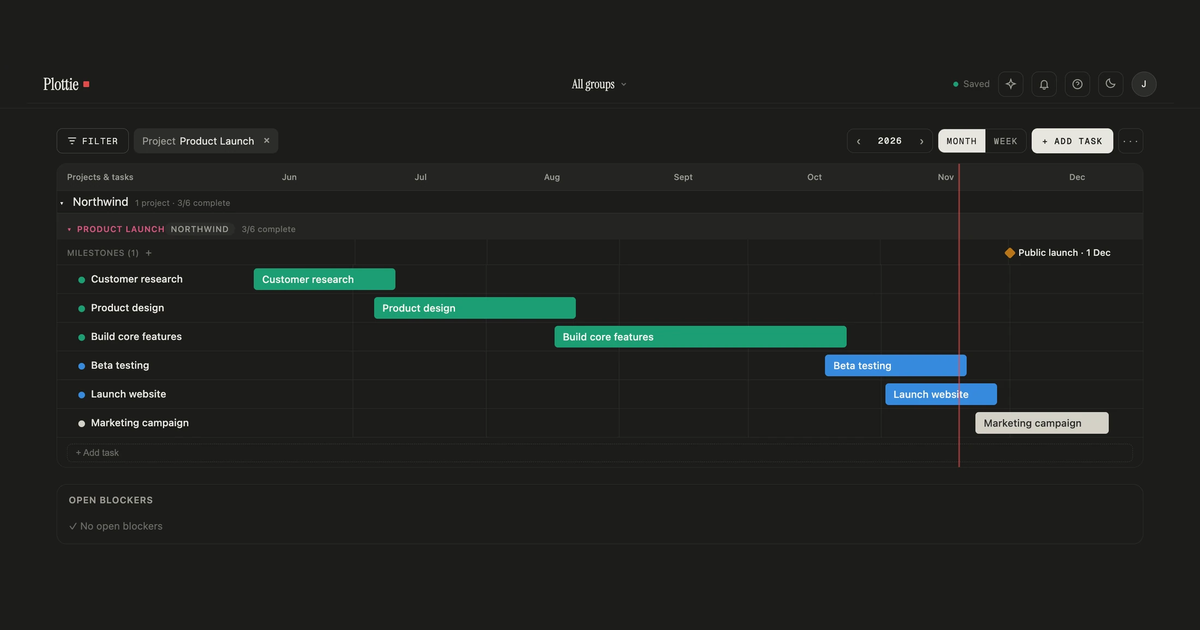 Plottie
All groups
Saved
J
FILTER
Project Product Launch ×
‹ 2026 ›
MONTH
WEEK
+ ADD TASK
...
Projects & tasks
Jun
Jul
Aug
Sept
Oct
Nov
Dec
Northwind 1 project · 3/6 complete
PRODUCT LAUNCH NORTHWIND 3/6 complete
MILESTONES (1) +
Public launch · 1 Dec
Customer research
Customer research
Product design
Product design
Build core features
Build core features
Beta testing
Beta testing
Launch website
Launch website
Marketing campaign
Marketing campaign
+ Add task
OPEN BLOCKERS
✓ No open blockers